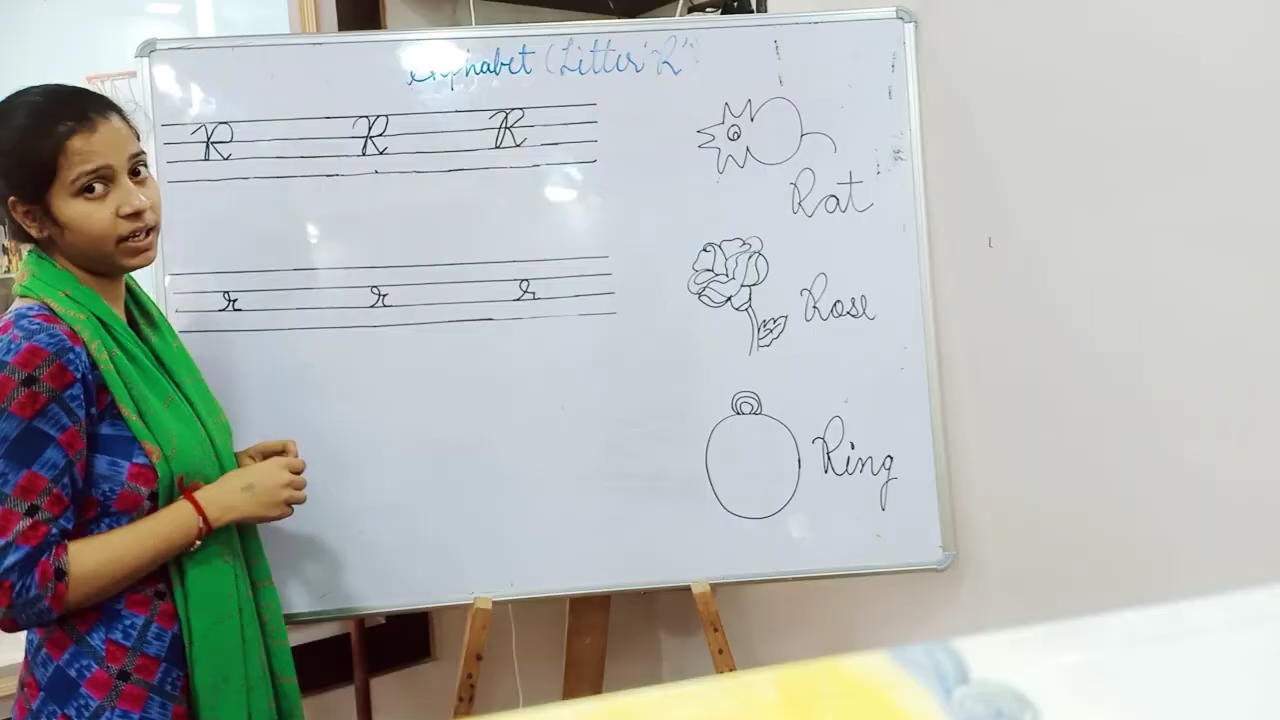 Alphabet (Litter 'R')
R R R
r r r
Rat
Rose
Ring